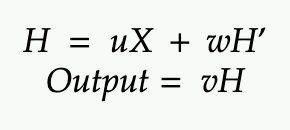 H = uX + wH′
Output = vH